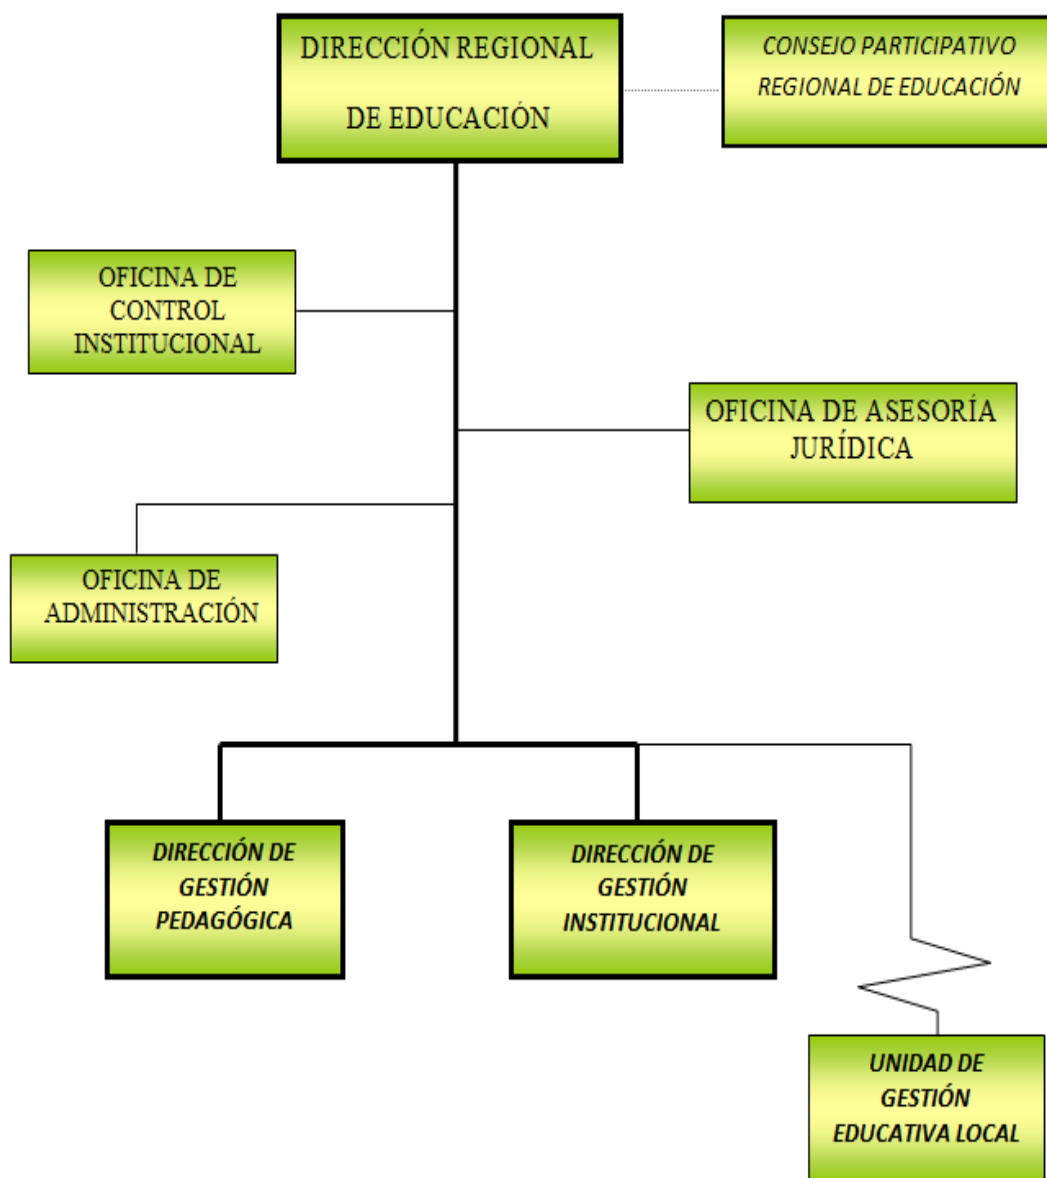 DIRECCIÓN REGIONAL
DE EDUCACIÓN
CONSEJO PARTICIPATIVO
REGIONAL DE EDUCACIÓN
OFICINA DE
CONTROL
INSTITUCIONAL
OFICINA DE ASESORÍA
JURÍDICA
OFICINA DE
ADMINISTRACIÓN
DIRECCIÓN DE
GESTIÓN
PEDAGÓGICA
DIRECCIÓN DE
GESTIÓN
INSTITUCIONAL
UNIDAD DE
GESTIÓN
EDUCATIVA LOCAL